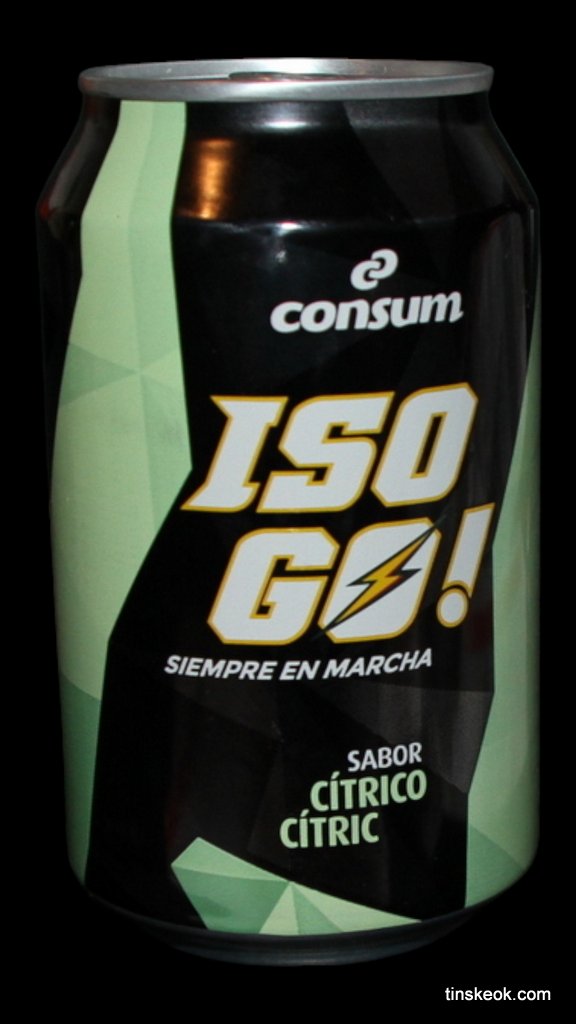 consum
ISO
GO!
SIEMPRE EN MARCHA
SABOR
CÍTRICO
CÍTRIC
tinskeok.com